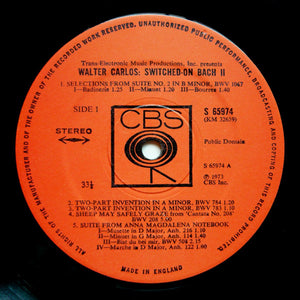 ALL RIGHTS OF THE MANUFACTURER AND OF THE OWNER OF THE RECORDED WORK RESERVED. UNAUTHORIZED PUBLIC PERFORMANCE, BROADCASTING AND COPYING OF THIS RECORD PROHIBITED.
Trans-Electronic Music Productions, Inc. presents
WALTER CARLOS: SWITCHED-ON BACH II
1. SELECTIONS FROM SUITE NO. 2 IN B MINOR, BWV 1067
I—Badinerie 1.25 II—Minuet 1.20 III—Bourree 1.40
SIDE 1
S 65974
(KM 32659)
STEREO
CBS
Public Domain
S 65974 A
33⅓
℗ 1973
CBS Inc.
2. TWO-PART INVENTION IN A MINOR, BWV 784 1.20
3. TWO-PART INVENTION IN A MAJOR, BWV 783 1.10
4. SHEEP MAY SAFELY GRAZE from 'Cantata No. 208'
BWV 208 5.00
5. SUITE FROM ANNA MAGDALENA NOTEBOOK
I—Musette in D Major, Anh. 126 1.10
II—Minuet in G Major, Anh. 114 1.30
III—Bist du bei mir, BWV 508 2.15
IV—Marche in D Major, Anh. 122 1.00
MADE IN ENGLAND